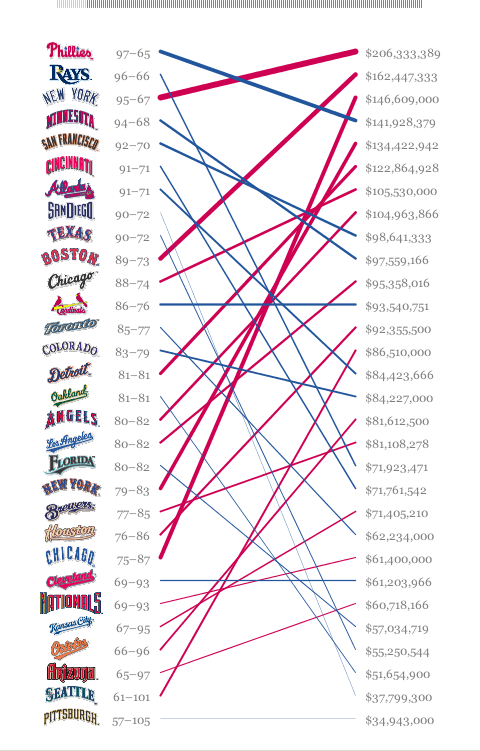 Phillies 97–65 $206,333,389
RAYS 96–66 $162,447,333
NEW YORK 95–67 $146,609,000
MINNESOTA 94–68 $141,928,379
SAN FRANCISCO 92–70 $134,422,942
CINCINNATI 91–71 $122,864,928
Atlanta 91–71 $105,530,000
SAN DIEGO 90–72 $104,963,866
TEXAS 90–72 $98,641,333
BOSTON 89–73 $97,559,166
Chicago 88–74 $95,358,016
Cardinals 86–76 $93,540,751
Toronto 85–77 $92,355,500
COLORADO 83–79 $86,510,000
Detroit 81–81 $84,423,666
Oakland 81–81 $84,227,000
ANGELS 80–82 $81,612,500
Los Angeles 80–82 $81,108,278
FLORIDA 80–82 $71,923,471
NEW YORK 79–83 $71,761,542
Brewers 77–85 $71,405,210
Houston 76–86 $62,234,000
CHICAGO 75–87 $61,400,000
Cleveland 69–93 $61,203,966
NATIONALS 69–93 $60,718,166
Kansas City 67–95 $57,034,719
Orioles 66–96 $55,250,544
Arizona 65–97 $51,654,900
SEATTLE 61–101 $37,799,300
PITTSBURGH 57–105 $34,943,000